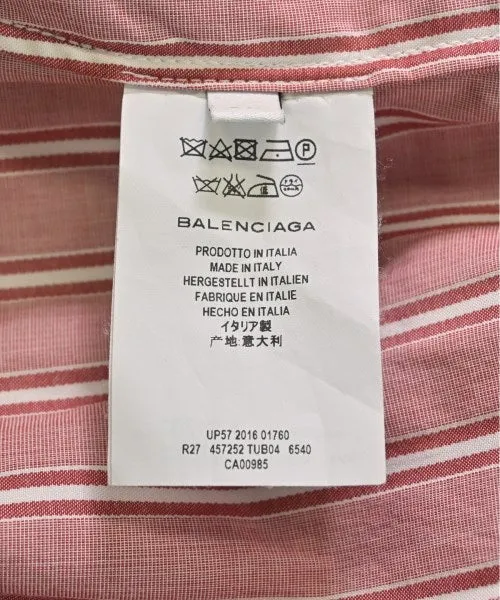 P
BALENCIAGA
PRODOTTO IN ITALIA
MADE IN ITALY
HERGESTELLT IN ITALIEN
FABRIQUE EN ITALIE
HECHO EN ITALIA
イタリア製
产地:意大利
UP57 2016 01760
R27 457252 TUB04 6540
CA00985